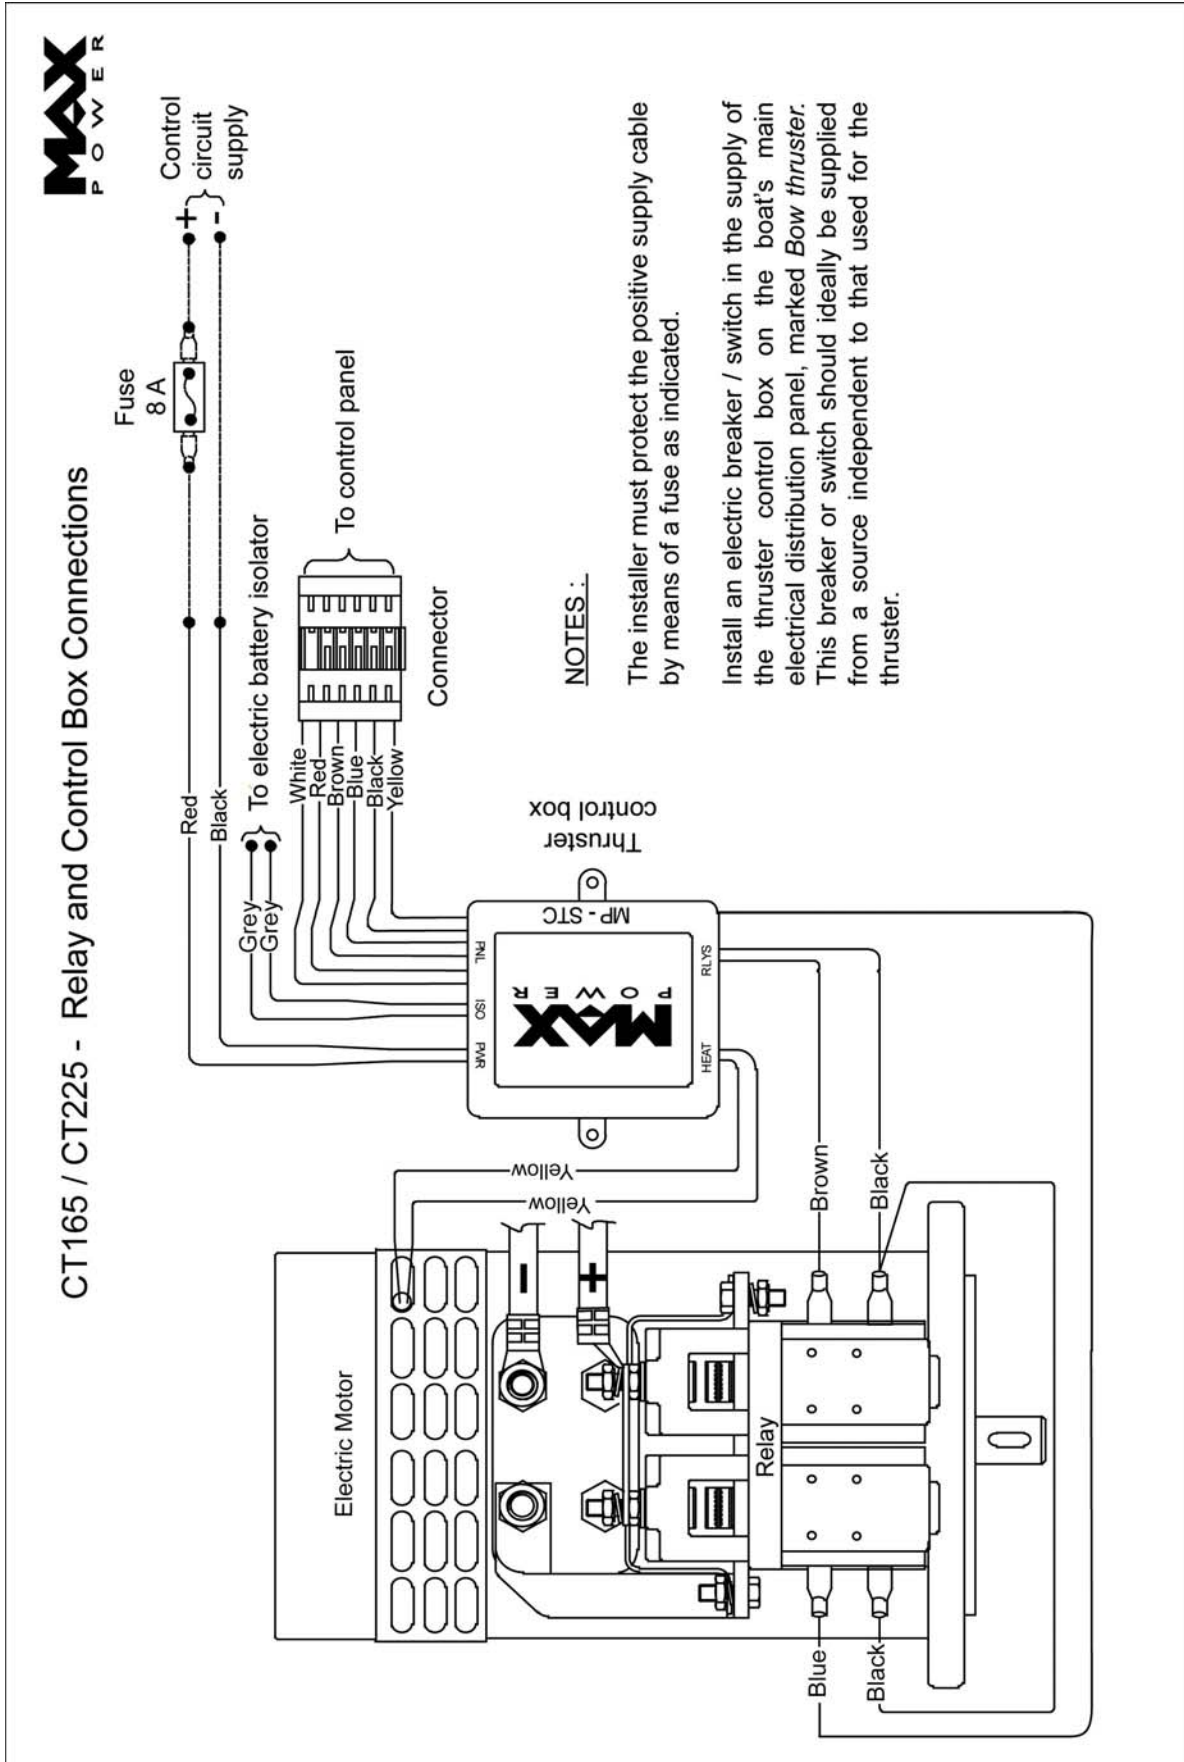 CT165 / CT225 - Relay and Control Box Connections
MAX
POWER
Fuse
8 A
+
-
Control
circuit
supply
Red
Black
To electric battery isolator
Grey
Grey
White
Red
Brown
Blue
Black
Yellow
To control panel
Connector
Thruster
control box
PWR
ISO
PNL
MAX
POWER
MP - STC
HEAT
RLYS
Electric Motor
Yellow
Yellow
-
+
Relay
Brown
Black
Blue
Black
NOTES :
The installer must protect the positive supply cable
by means of a fuse as indicated.
Install an electric breaker / switch in the supply of
the thruster control box on the boat's main
electrical distribution panel, marked Bow thruster.
This breaker or switch should ideally be supplied
from a source independent to that used for the
thruster.